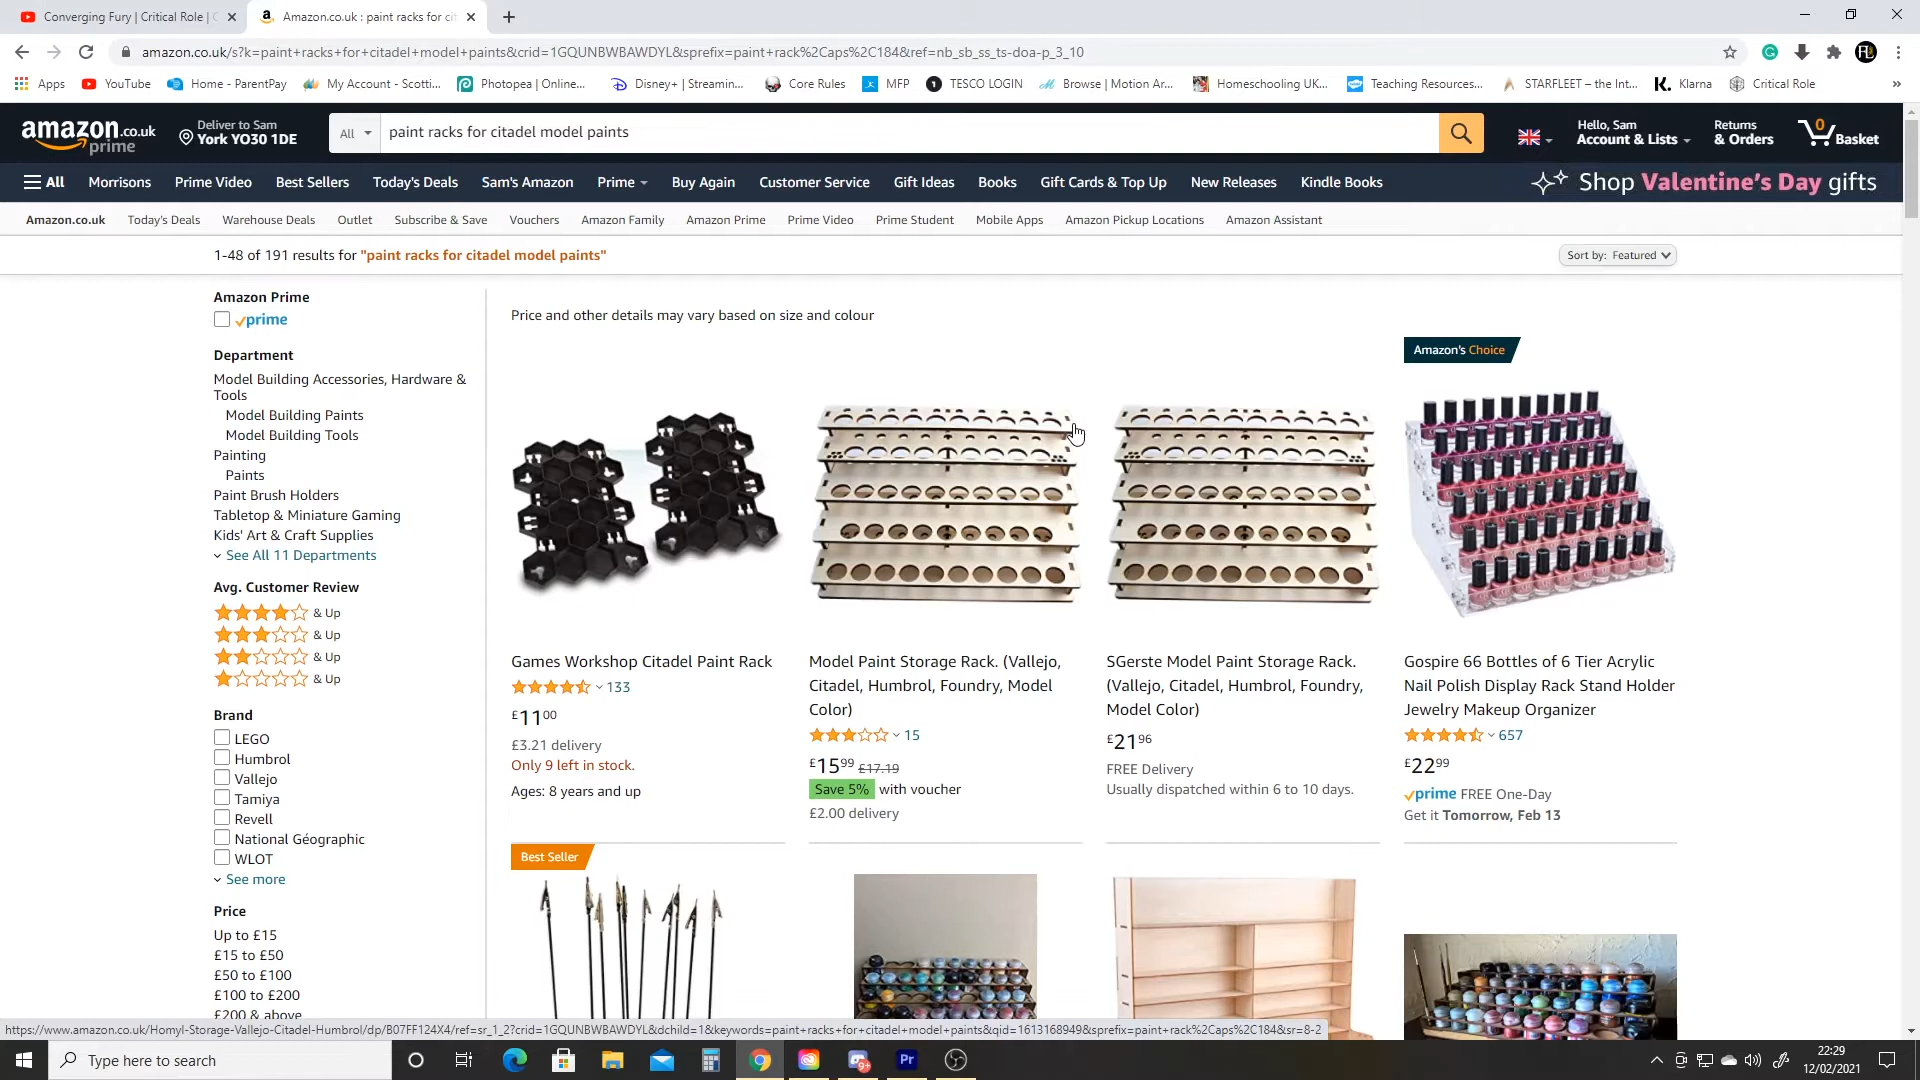 Converging Fury | Critical Role | C
Amazon.co.uk : paint racks for cit
amazon.co.uk/s?k=paint+racks+for+citadel+model+paints&crid=1GQUNBWBAWDYL&sprefix=paint+rack%2Caps%2C184&ref=nb_sb_ss_ts-doa-p_3_10
Apps YouTube Home - ParentPay My Account - Scotti... Photopea | Online... Disney+ | Streamin... Core Rules MFP TESCO LOGIN Browse | Motion Ar... Homeschooling UK... Teaching Resources... STARFLEET – the Int... Klarna Critical Role »
amazon.co.uk
prime
Deliver to Sam
York YO30 1DE
All
paint racks for citadel model paints
Hello, Sam
Account & Lists
Returns
& Orders
0
Basket
All Morrisons Prime Video Best Sellers Today's Deals Sam's Amazon Prime Buy Again Customer Service Gift Ideas Books Gift Cards & Top Up New Releases Kindle Books Shop Valentine's Day gifts
Amazon.co.uk Today's Deals Warehouse Deals Outlet Subscribe & Save Vouchers Amazon Family Amazon Prime Prime Video Prime Student Mobile Apps Amazon Pickup Locations Amazon Assistant
1-48 of 191 results for "paint racks for citadel model paints"
Sort by: Featured
Amazon Prime
prime
Department
Model Building Accessories, Hardware &
Tools
Model Building Paints
Model Building Tools
Painting
Paints
Paint Brush Holders
Tabletop & Miniature Gaming
Kids' Art & Craft Supplies
See All 11 Departments
Avg. Customer Review
& Up
& Up
& Up
& Up
Brand
LEGO
Humbrol
Vallejo
Tamiya
Revell
National Géographic
WLOT
See more
Price
Up to £15
£15 to £50
£50 to £100
£100 to £200
£200 & above
Price and other details may vary based on size and colour
Games Workshop Citadel Paint Rack
133
£11.00
£3.21 delivery
Only 9 left in stock.
Ages: 8 years and up
Model Paint Storage Rack. (Vallejo,
Citadel, Humbrol, Foundry, Model
Color)
15
£15.99 £17.19
Save 5% with voucher
£2.00 delivery
SGerste Model Paint Storage Rack.
(Vallejo, Citadel, Humbrol, Foundry,
Model Color)
£21.96
FREE Delivery
Usually dispatched within 6 to 10 days.
Amazon's Choice
Gospire 66 Bottles of 6 Tier Acrylic
Nail Polish Display Rack Stand Holder
Jewelry Makeup Organizer
657
£22.99
prime FREE One-Day
Get it Tomorrow, Feb 13
Best Seller
https://www.amazon.co.uk/Homyl-Storage-Vallejo-Citadel-Humbrol/dp/B07FF124X4/ref=sr_1_2?crid=1GQUNBWBAWDYL&dchild=1&keywords=paint+racks+for+citadel+model+paints&qid=1613168949&sprefix=paint+rack%2Caps%2C184&sr=8-2
Type here to search
9+
Pr
22:29
12/02/2021